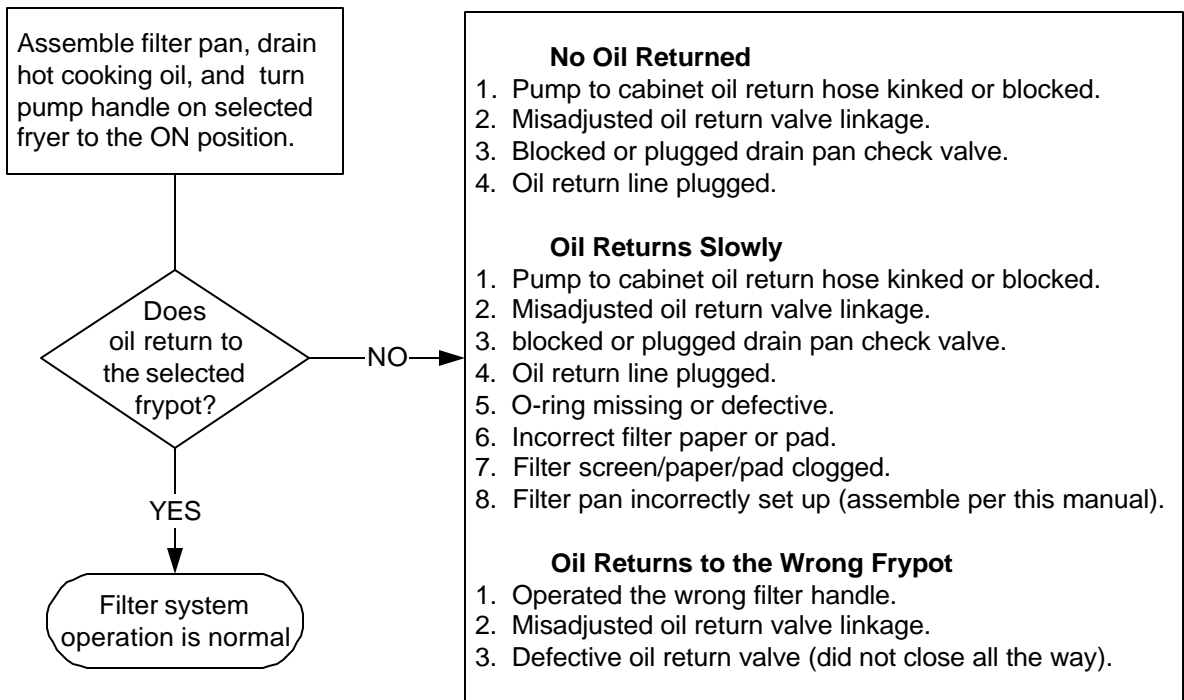 Assemble filter pan, drain
hot cooking oil, and turn
pump handle on selected
fryer to the ON position.
Does
oil return to
the selected
frypot?
NO
YES
Filter system
operation is normal
No Oil Returned
1. Pump to cabinet oil return hose kinked or blocked.
2. Misadjusted oil return valve linkage.
3. Blocked or plugged drain pan check valve.
4. Oil return line plugged.
Oil Returns Slowly
1. Pump to cabinet oil return hose kinked or blocked.
2. Misadjusted oil return valve linkage.
3. blocked or plugged drain pan check valve.
4. Oil return line plugged.
5. O-ring missing or defective.
6. Incorrect filter paper or pad.
7. Filter screen/paper/pad clogged.
8. Filter pan incorrectly set up (assemble per this manual).
Oil Returns to the Wrong Frypot
1. Operated the wrong filter handle.
2. Misadjusted oil return valve linkage.
3. Defective oil return valve (did not close all the way).